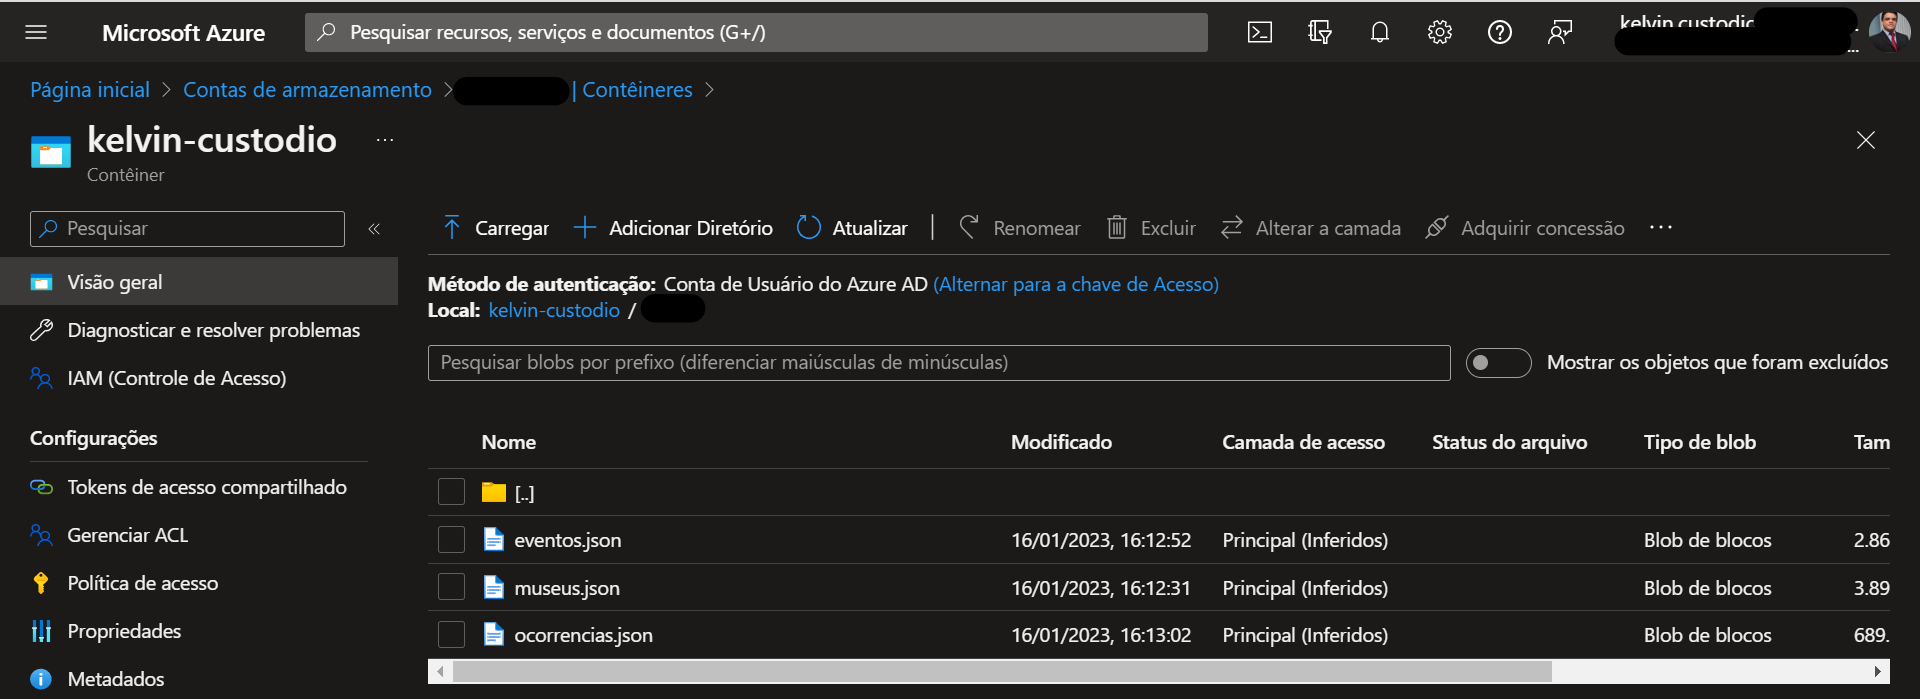 Microsoft Azure
Pesquisar recursos, serviços e documentos (G+/)
kelvin custodio
...
Página inicial > Contas de armazenamento > | Contêineres >
kelvin-custodio ...
Contêiner
Pesquisar «
Carregar Adicionar Diretório Atualizar | Renomear Excluir Alterar a camada Adquirir concessão ...
Visão geral
Diagnosticar e resolver problemas
IAM (Controle de Acesso)
Configurações
Tokens de acesso compartilhado
Gerenciar ACL
Política de acesso
Propriedades
Metadados
Método de autenticação: Conta de Usuário do Azure AD (Alternar para a chave de Acesso)
Local: kelvin-custodio /
Pesquisar blobs por prefixo (diferenciar maiúsculas de minúsculas)
Mostrar os objetos que foram excluídos
Nome Modificado Camada de acesso Status do arquivo Tipo de blob Tam
[..]
eventos.json 16/01/2023, 16:12:52 Principal (Inferidos) Blob de blocos 2.86
museus.json 16/01/2023, 16:12:31 Principal (Inferidos) Blob de blocos 3.89
ocorrencias.json 16/01/2023, 16:13:02 Principal (Inferidos) Blob de blocos 689.